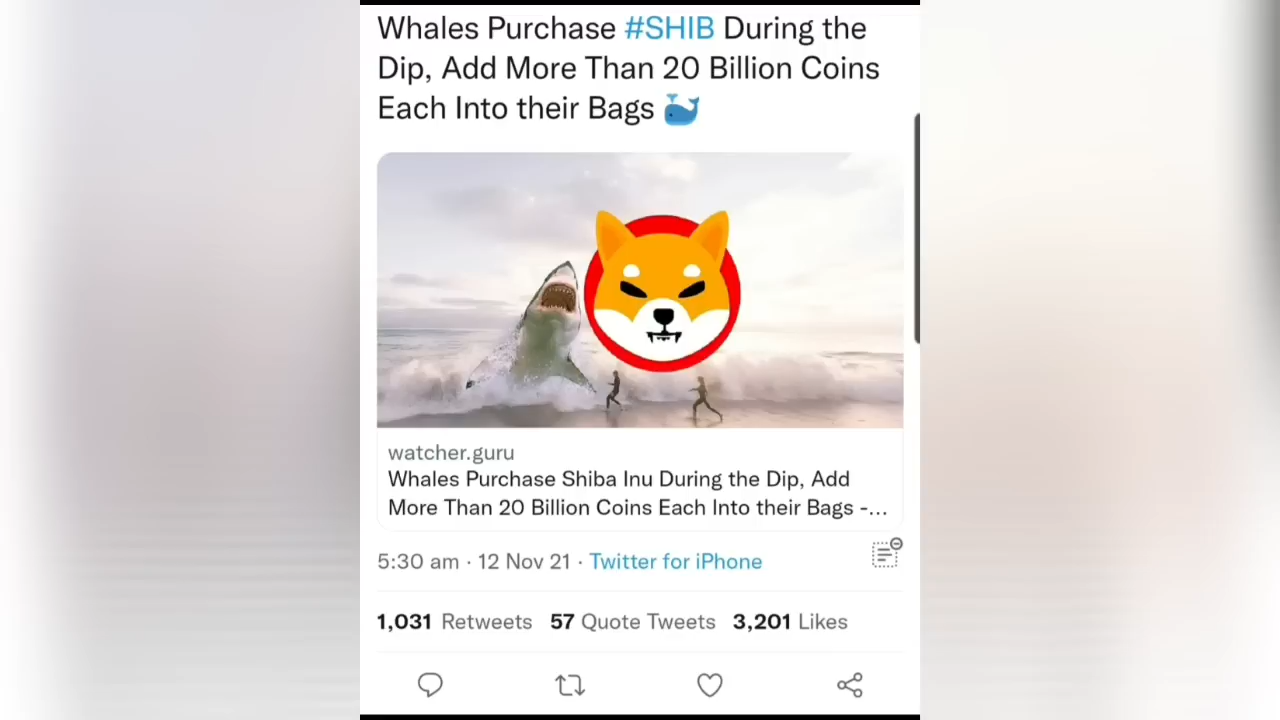 Whales Purchase #SHIB During the
Dip, Add More Than 20 Billion Coins
Each Into their Bags 🐳
watcher.guru
Whales Purchase Shiba Inu During the Dip, Add
More Than 20 Billion Coins Each Into their Bags -...
5:30 am · 12 Nov 21 · Twitter for iPhone
1,031 Retweets 57 Quote Tweets 3,201 Likes